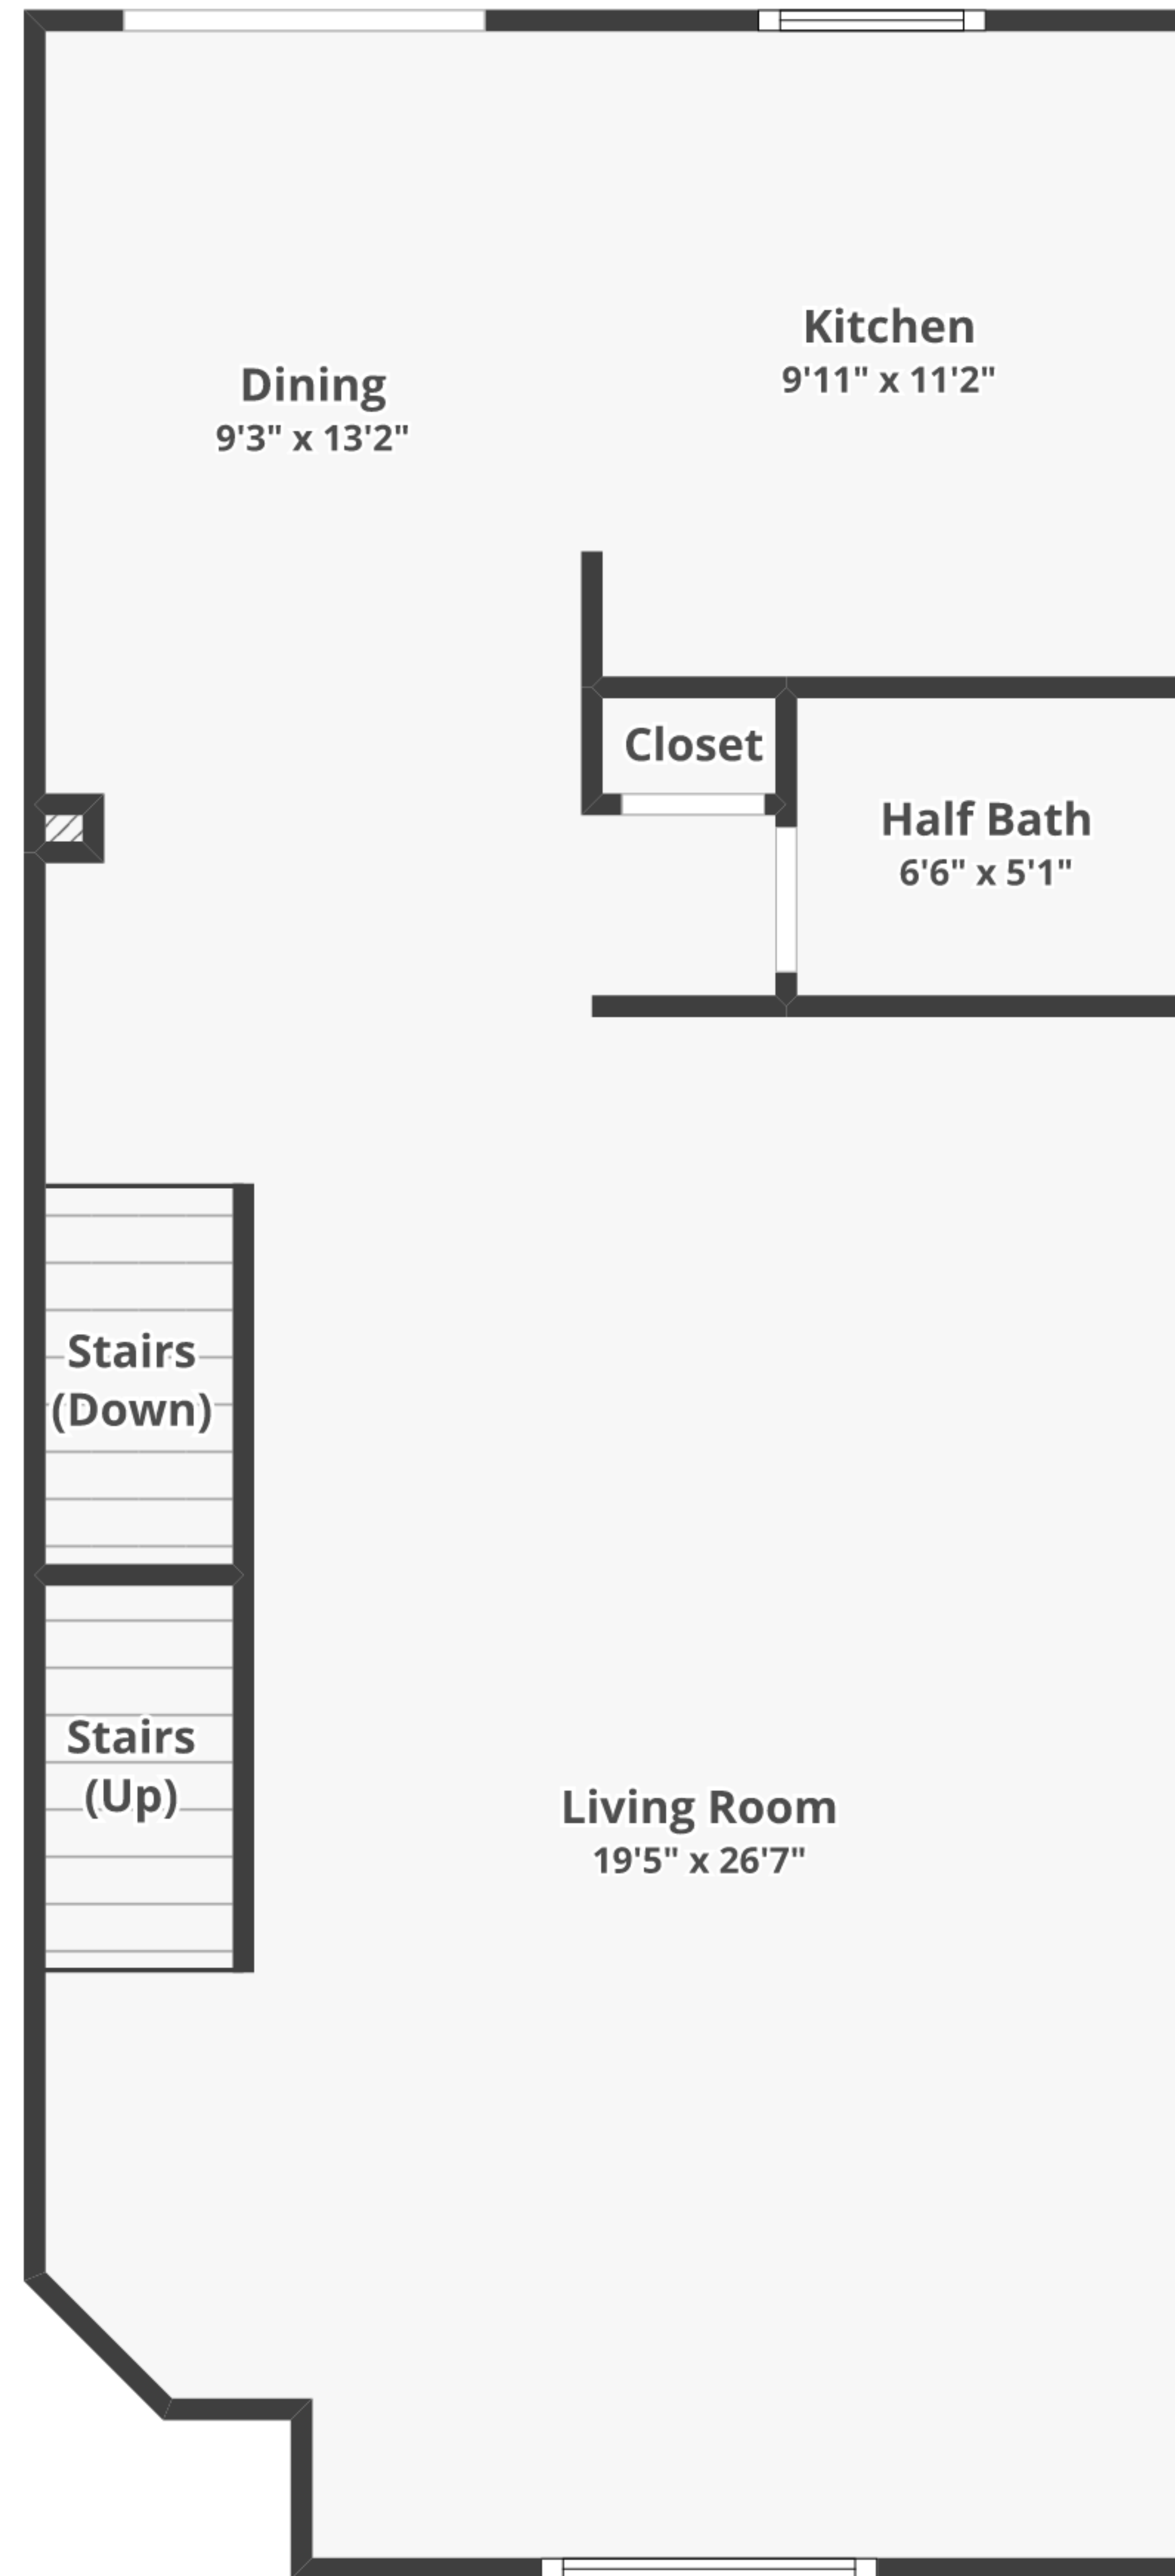 Kitchen
9'11" x 11'2"
Dining
9'3" x 13'2"
Closet
Half Bath
6'6" x 5'1"
Stairs
(Down)
Stairs
(Up)
Living Room
19'5" x 26'7"